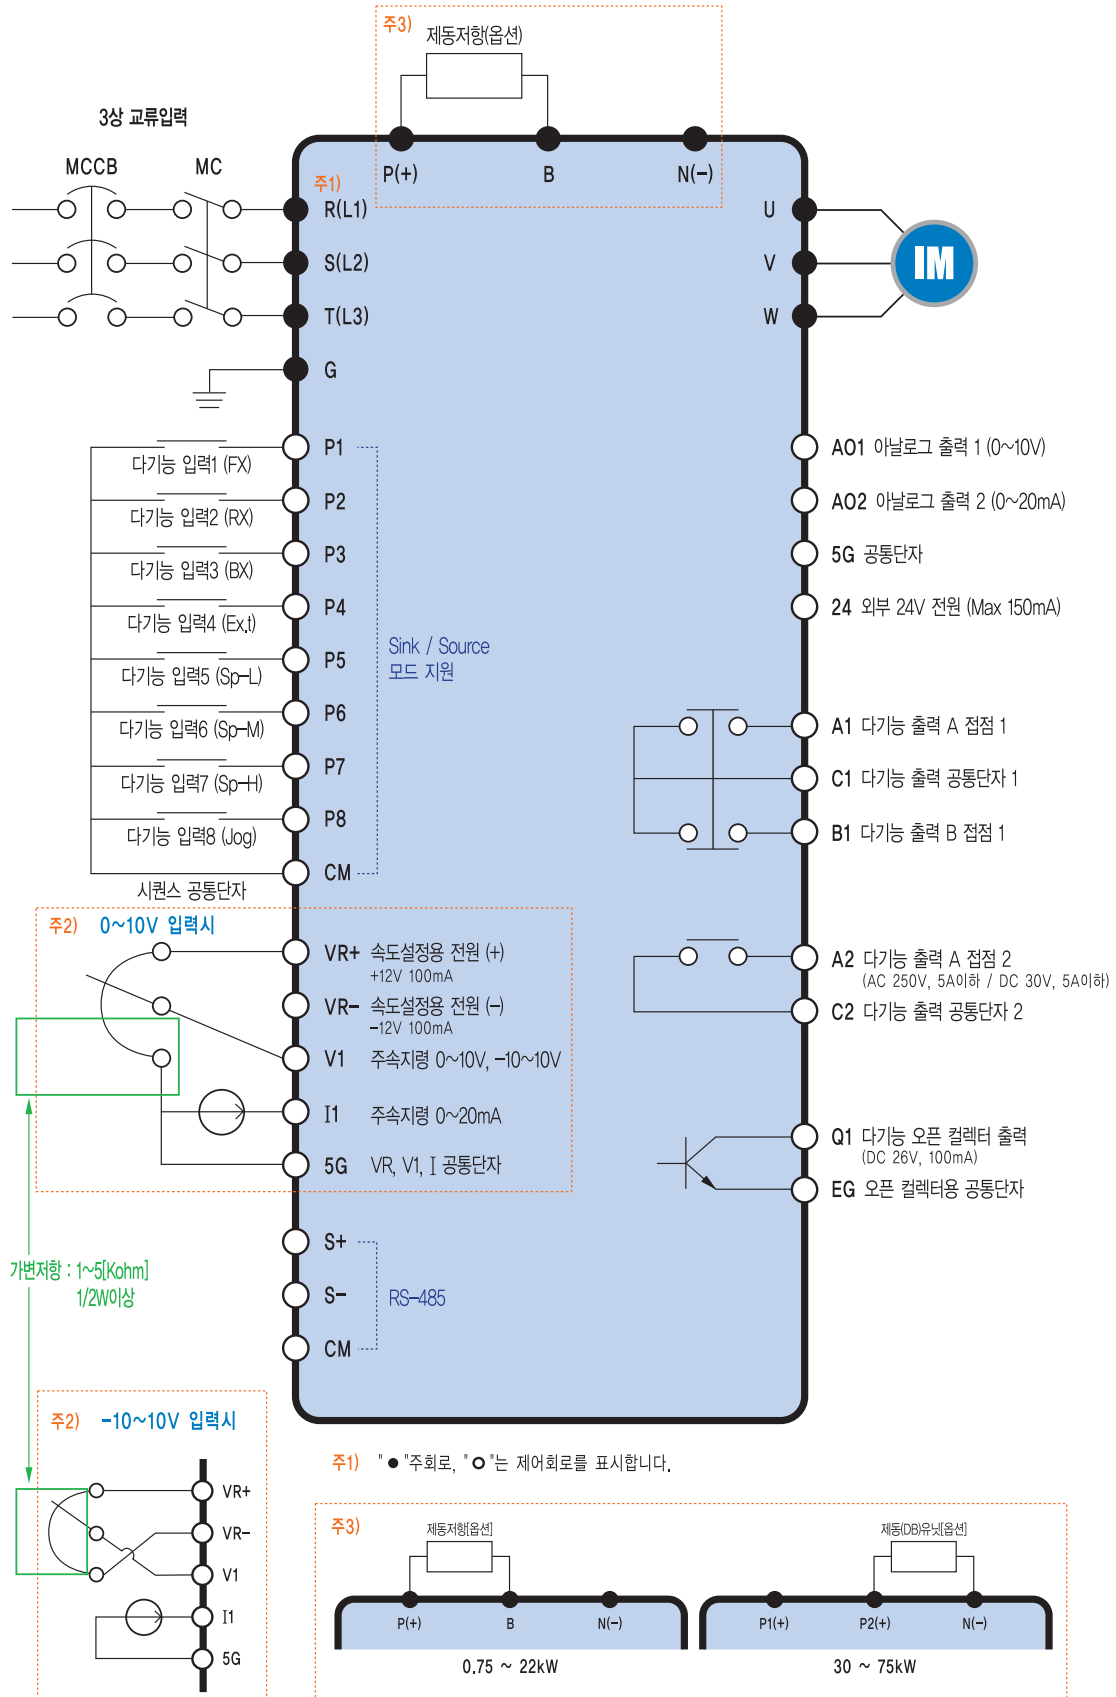 주3)
제동저항(옵션)
3상 교류입력
MCCB MC
P(+) B N(-)
주1)
R(L1)
S(L2)
T(L3)
G
U
V
W
IM
P1
다기능 입력1 (FX)
P2
다기능 입력2 (RX)
P3
다기능 입력3 (BX)
P4
다기능 입력4 (Ex.t)
P5
다기능 입력5 (Sp-L)
P6
다기능 입력6 (Sp-M)
P7
다기능 입력7 (Sp-H)
P8
다기능 입력8 (Jog)
CM
시퀀스 공통단자
Sink / Source
모드 지원
AO1 아날로그 출력 1 (0~10V)
AO2 아날로그 출력 2 (0~20mA)
5G 공통단자
24 외부 24V 전원 (Max 150mA)
A1 다기능 출력 A 접점 1
C1 다기능 출력 공통단자 1
B1 다기능 출력 B 접점 1
A2 다기능 출력 A 접점 2
(AC 250V, 5A이하 / DC 30V, 5A이하)
C2 다기능 출력 공통단자 2
Q1 다기능 오픈 컬렉터 출력
(DC 26V, 100mA)
EG 오픈 컬렉터용 공통단자
주2) 0~10V 입력시
VR+ 속도설정용 전원 (+)
+12V 100mA
VR- 속도설정용 전원 (-)
-12V 100mA
V1 주속지령 0~10V, -10~10V
I1 주속지령 0~20mA
5G VR, V1, I 공통단자
S+
S-
CM
RS-485
가변저항 : 1~5[Kohm]
1/2W이상
주2) -10~10V 입력시
VR+
VR-
V1
I1
5G
주1) "●"주회로, "○"는 제어회로를 표시합니다.
주3)
제동저항[옵션]
P(+) B N(-)
0.75 ~ 22kW
제동(DB)유닛[옵션]
P1(+) P2(+) N(-)
30 ~ 75kW